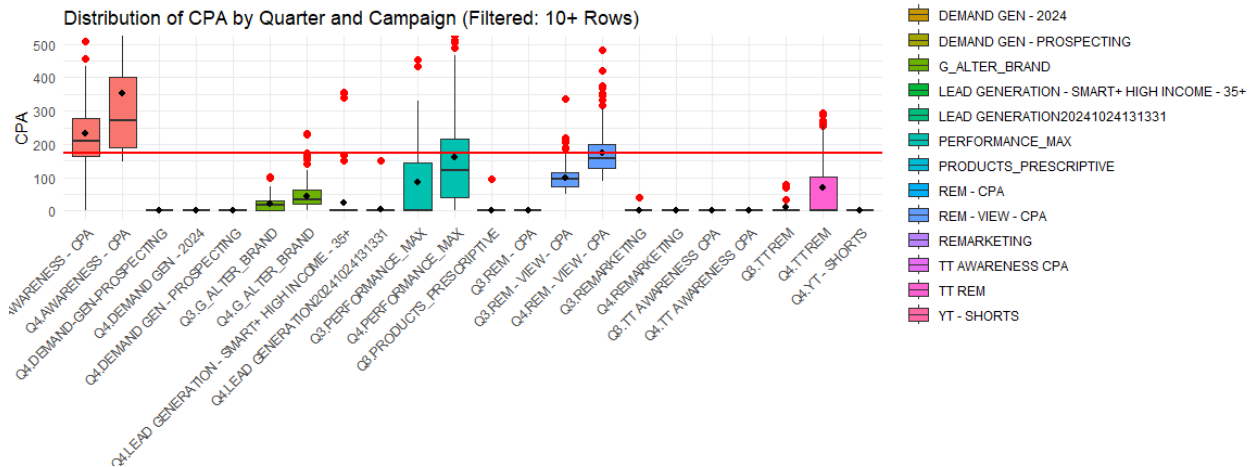 Distribution of CPA by Quarter and Campaign (Filtered: 10+ Rows)
CPA
500
400
300
200
100
0
AWARENESS - CPA
Q4.AWARENESS - CPA
Q4.DEMAND-GEN-PROSPECTING
Q4.DEMAND GEN - 2024
Q4.DEMAND GEN - PROSPECTING
Q3.G_ALTER_BRAND
Q4.G_ALTER_BRAND
Q4.LEAD GENERATION - SMART+ HIGH INCOME - 35+
Q4.LEAD GENERATION20241024131331
Q3.PERFORMANCE_MAX
Q4.PERFORMANCE_MAX
Q3.PRODUCTS_PRESCRIPTIVE
Q3.REM - CPA
Q3.REM - VIEW - CPA
Q4.REM - VIEW - CPA
Q3.REMARKETING
Q4.REMARKETING
Q3.TT AWARENESS CPA
Q4.TT AWARENESS CPA
Q3.TT REM
Q4.TT REM
Q4.YT - SHORTS
DEMAND GEN - 2024
DEMAND GEN - PROSPECTING
G_ALTER_BRAND
LEAD GENERATION - SMART+ HIGH INCOME - 35+
LEAD GENERATION20241024131331
PERFORMANCE_MAX
PRODUCTS_PRESCRIPTIVE
REM - CPA
REM - VIEW - CPA
REMARKETING
TT AWARENESS CPA
TT REM
YT - SHORTS